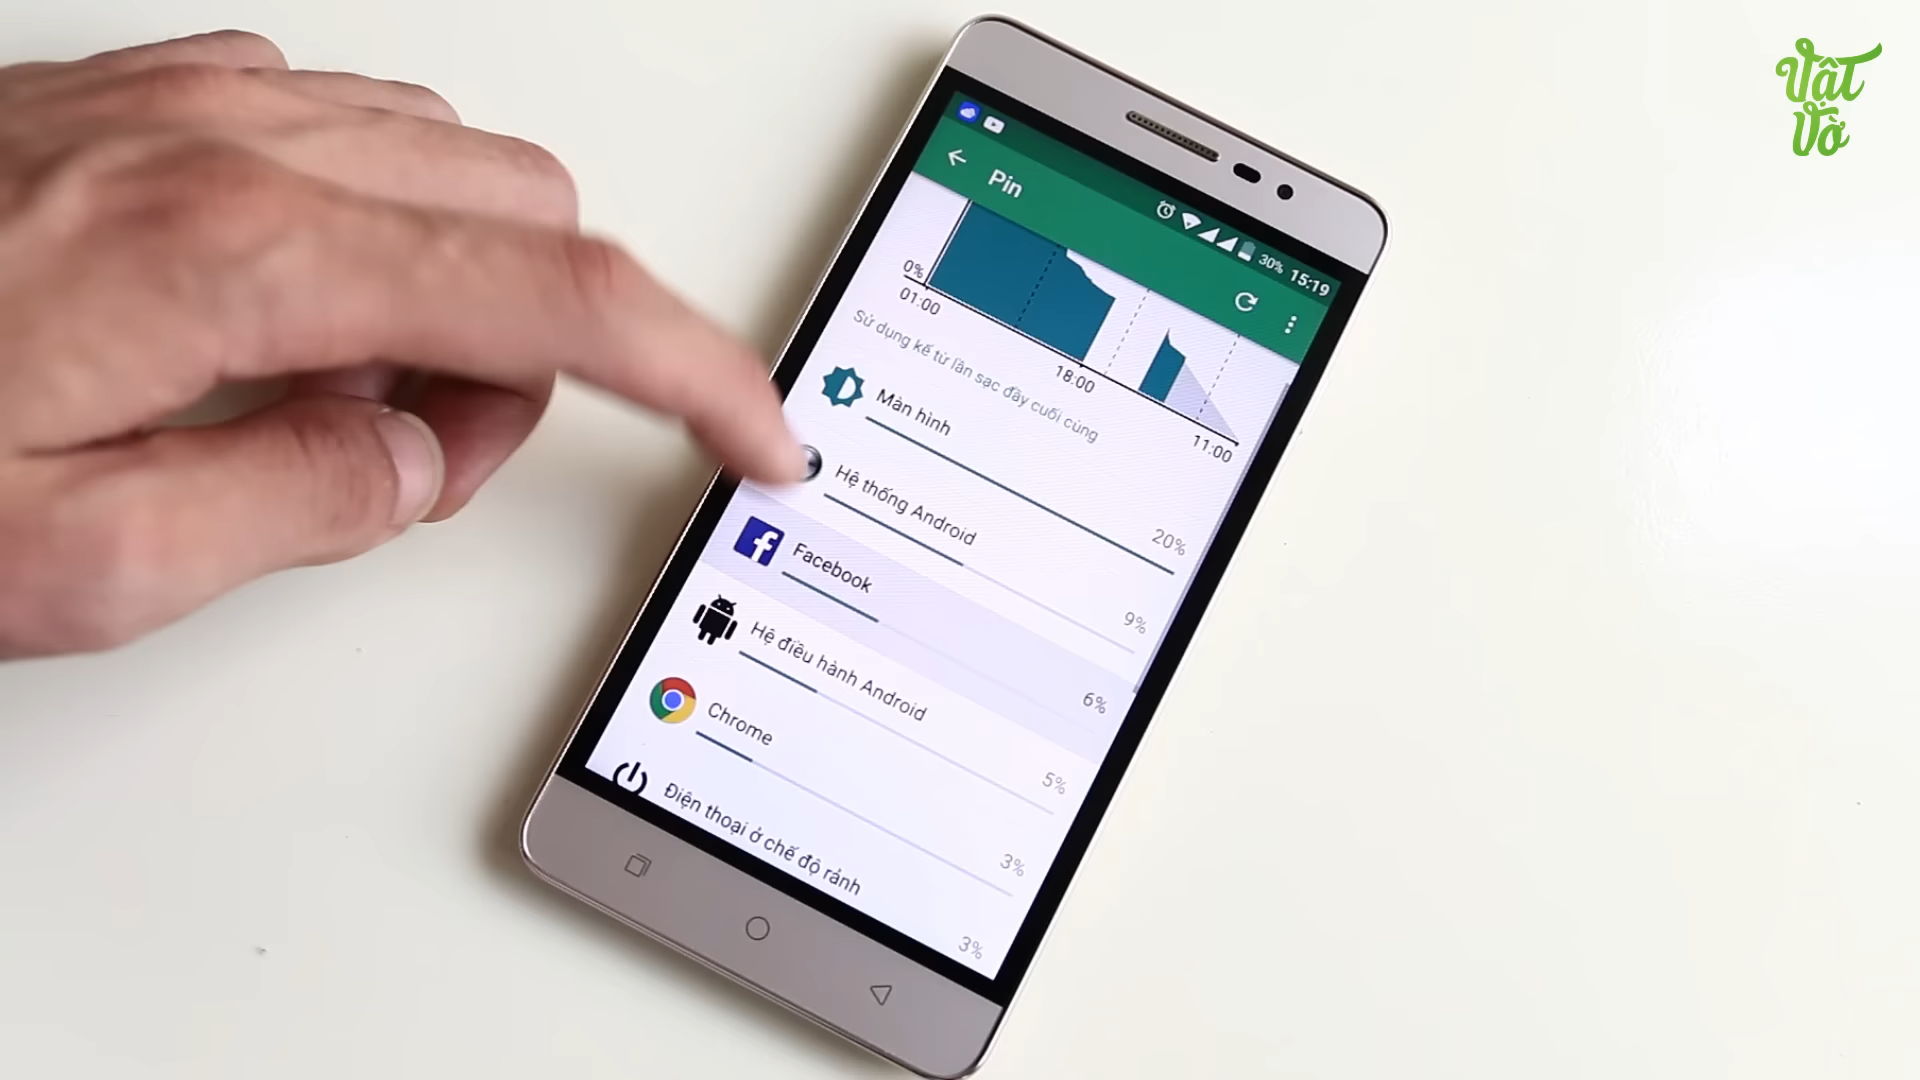 Vật
Vờ
30% 15:19
Pin
0%
01:00
18:00
11:00
Sử dụng kể từ lần sạc đầy cuối cùng
Màn hình
20%
Hệ thống Android
9%
Facebook
6%
Hệ điều hành Android
5%
Chrome
3%
Điện thoại ở chế độ rảnh
3%